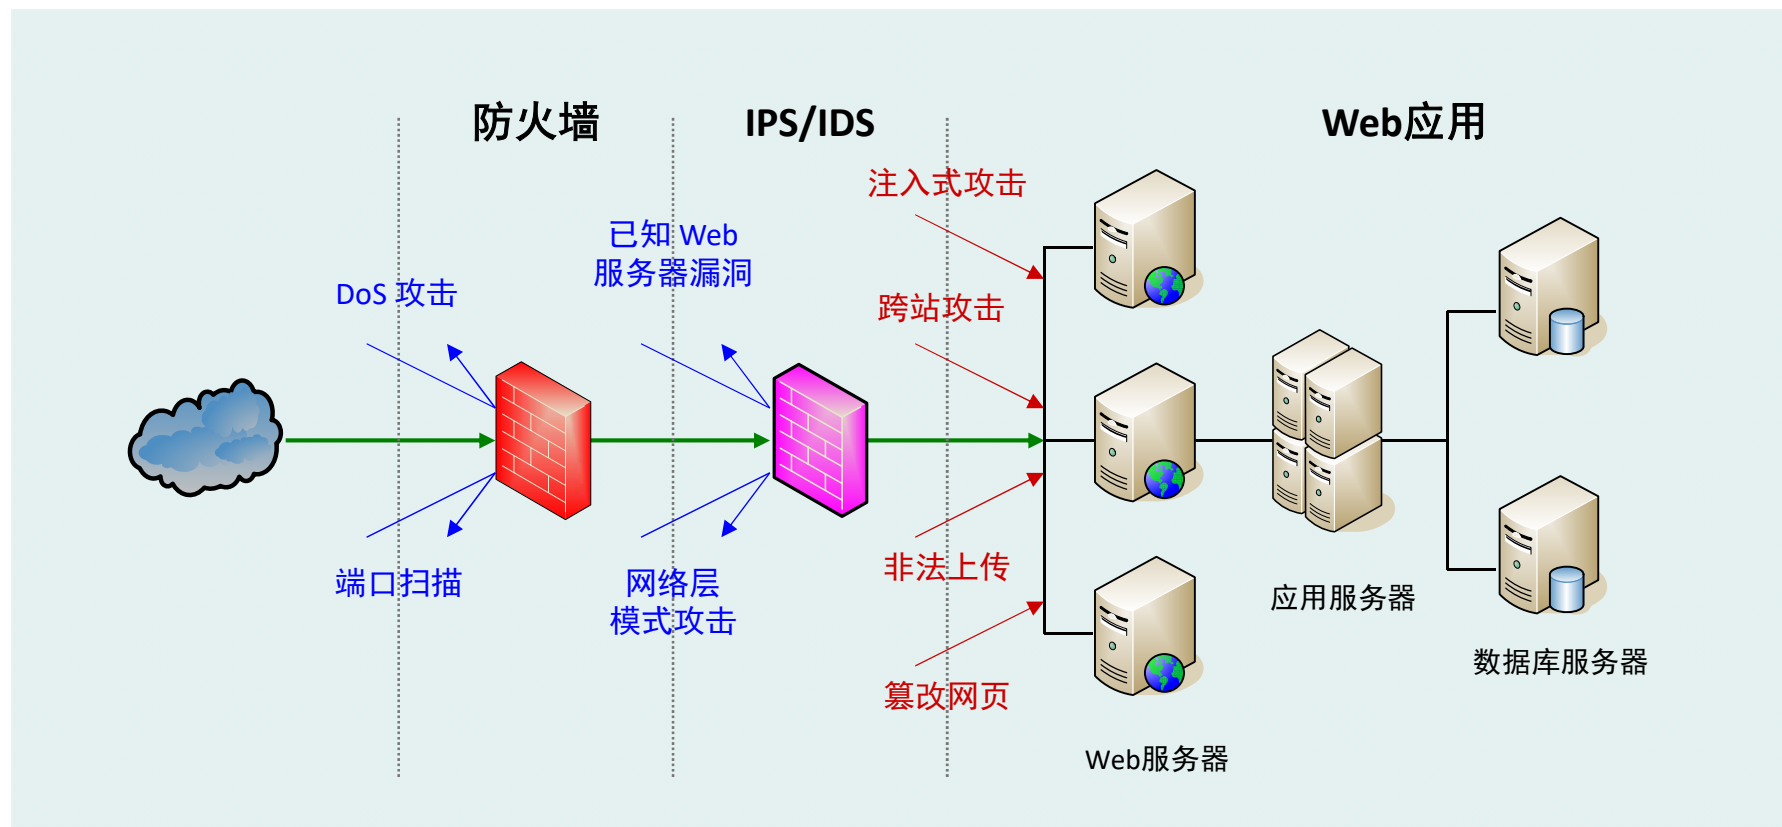 防火墙
IPS/IDS
Web应用
注入式攻击
已知 Web
服务器漏洞
DoS 攻击
跨站攻击
端口扫描
网络层
模式攻击
非法上传
篡改网页
应用服务器
数据库服务器
Web服务器